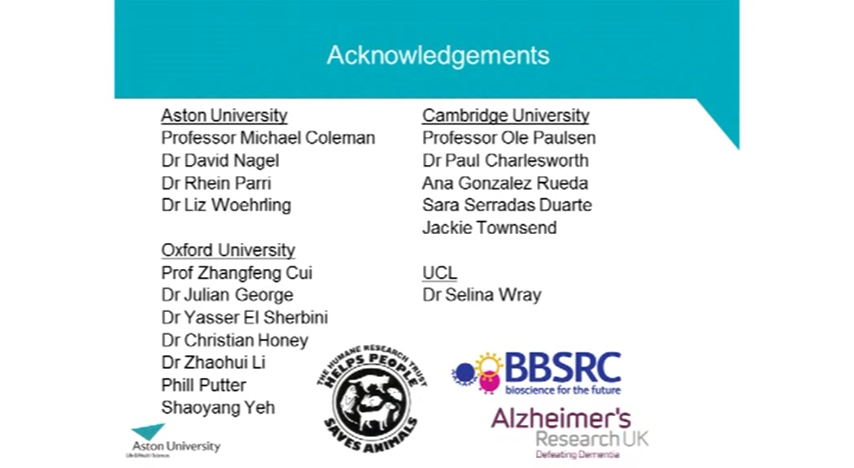 Acknowledgements
Aston University
Professor Michael Coleman
Dr David Nagel
Dr Rhein Parri
Dr Liz Woehrling
Oxford University
Prof Zhangfeng Cui
Dr Julian George
Dr Yasser El Sherbini
Dr Christian Honey
Dr Zhaohui Li
Phill Putter
Shaoyang Yeh
Cambridge University
Professor Ole Paulsen
Dr Paul Charlesworth
Ana Gonzalez Rueda
Sara Serradas Duarte
Jackie Townsend
UCL
Dr Selina Wray
THE HUMANE RESEARCH TRUST
HELPS PEOPLE
SAVES ANIMALS
BBSRC
bioscience for the future
Alzheimer's
Research UK
Defeating Dementia
Aston University
Life & Health Sciences